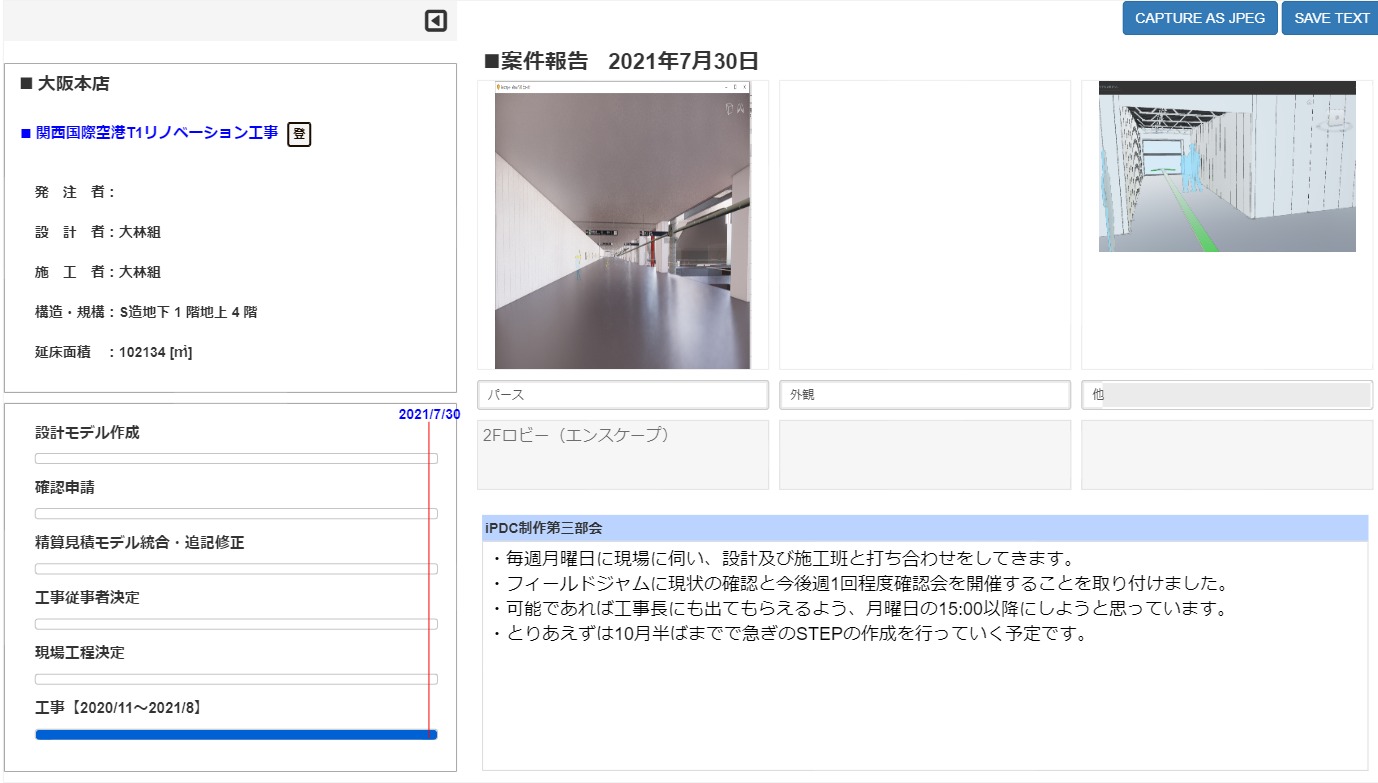 CAPTURE AS JPEG
SAVE TEXT
■ 大阪本店
■ 関西国際空港T1リノベーション工事 登
発 注 者：
設 計 者：大林組
施 工 者：大林組
構造・規構：S造地下１階地上４階
延床面積 ：102134 [㎡]
2021/7/30
設計モデル作成
確認申請
精算見積モデル統合・追記修正
工事従事者決定
現場工程決定
工事【2020/11～2021/8】
■案件報告 2021年7月30日
パース
外観
他
2Fロビー（エンスケープ）
iPDC制作第三部会
・毎週月曜日に現場に伺い、設計及び施工班と打ち合わせをしてきます。
・フィールドジャムに現状の確認と今後週1回程度確認会を開催することを取り付けました。
・可能であれば工事長にも出てもらえるよう、月曜日の15:00以降にしようと思っています。
・とりあえずは10月半ばまでで急ぎのSTEPの作成を行っていく予定です。